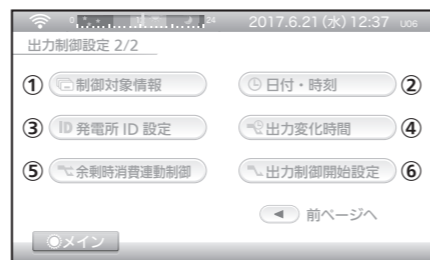 0 24 2017.6.21 (水) 12:37 U06
出力制御設定 2/2
① 制御対象情報 日付・時刻 ②
③ ID 発電所 ID 設定 出力変化時間 ④
⑤ 余剰時消費連動制御 出力制御開始設定 ⑥
◀ 前ページへ
◉メイン